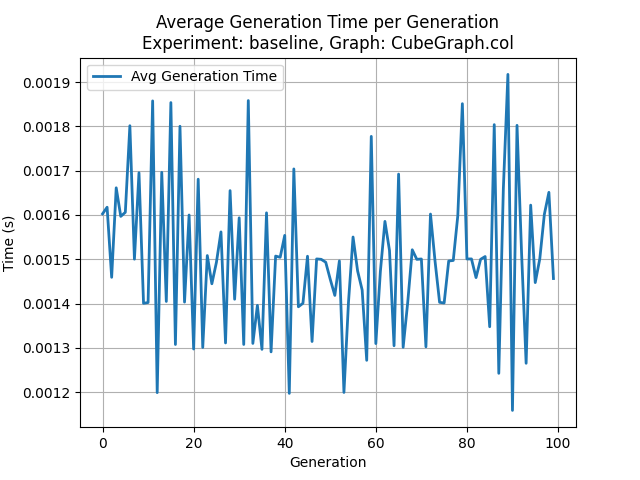 Average Generation Time per Generation
Experiment: baseline, Graph: CubeGraph.col
Avg Generation Time
0.0019
0.0018
0.0017
0.0016
0.0015
0.0014
0.0013
0.0012
Time (s)
0 20 40 60 80 100
Generation